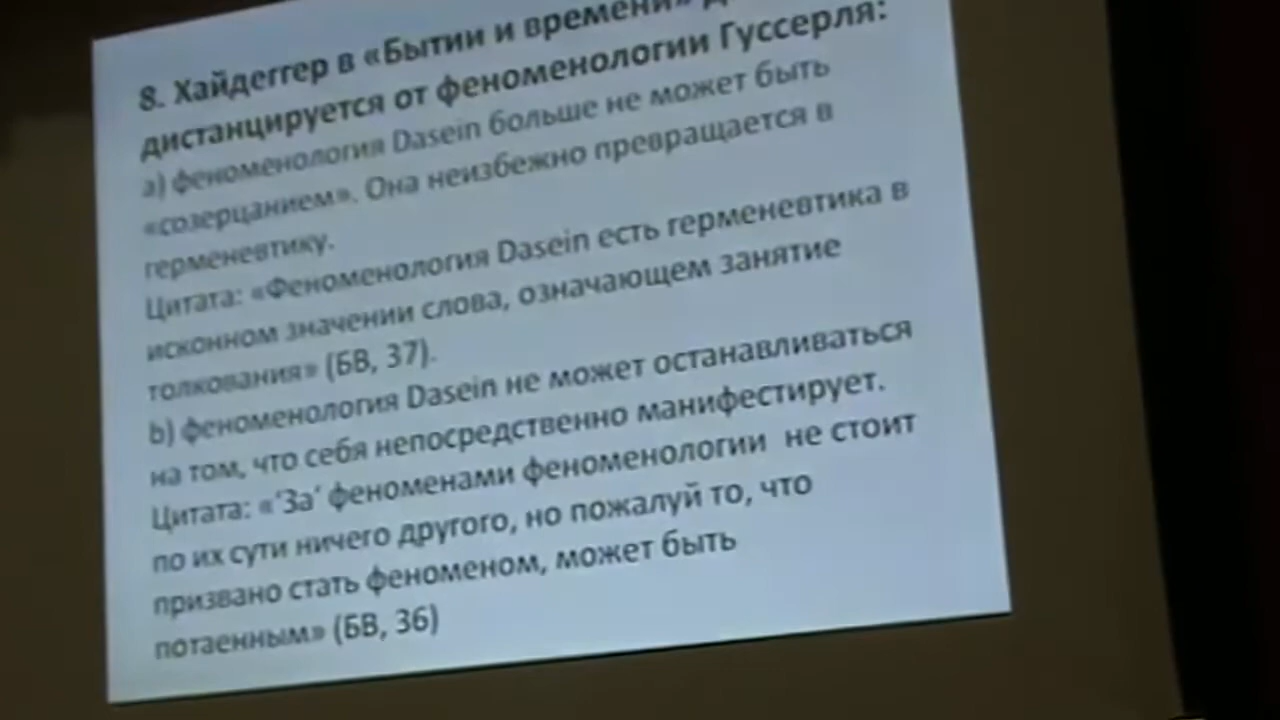 8. Хайдеггер в «Бытии и времени»
дистанцируется от феноменологии Гуссерля:
а) феноменология Dasein больше не может быть
«созерцанием». Она неизбежно превращается в
герменевтику.
Цитата: «Феноменология Dasein есть герменевтика в
исконном значении слова, означающем занятие
толкования» (БВ, 37).
b) феноменология Dasein не может останавливаться
на том, что себя непосредственно манифестирует.
Цитата: «'За' феноменами феноменологии не стоит
по их сути ничего другого, но пожалуй то, что
призвано стать феноменом, может быть
потаенным» (БВ, 36)